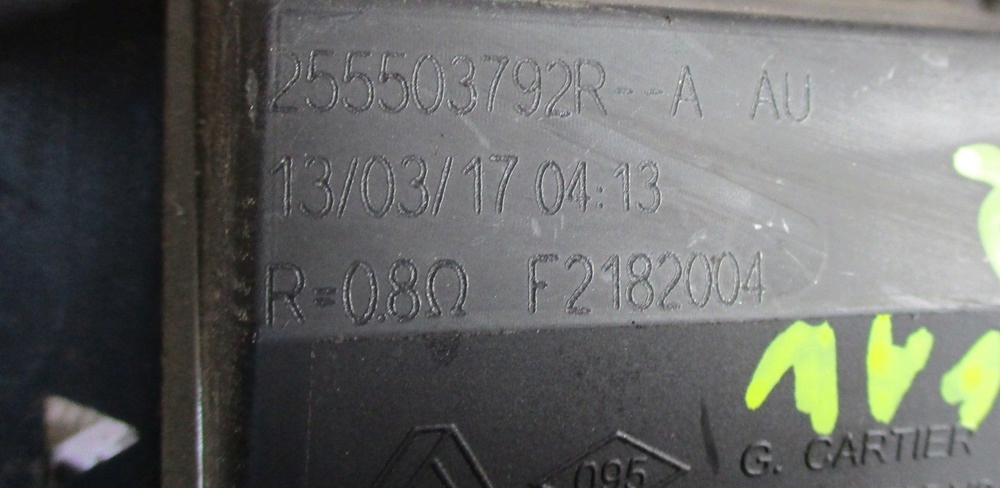 255503792R--A AU
13/03/17 04:13
R=0.8Ω F2182004
095 G. CARTIER